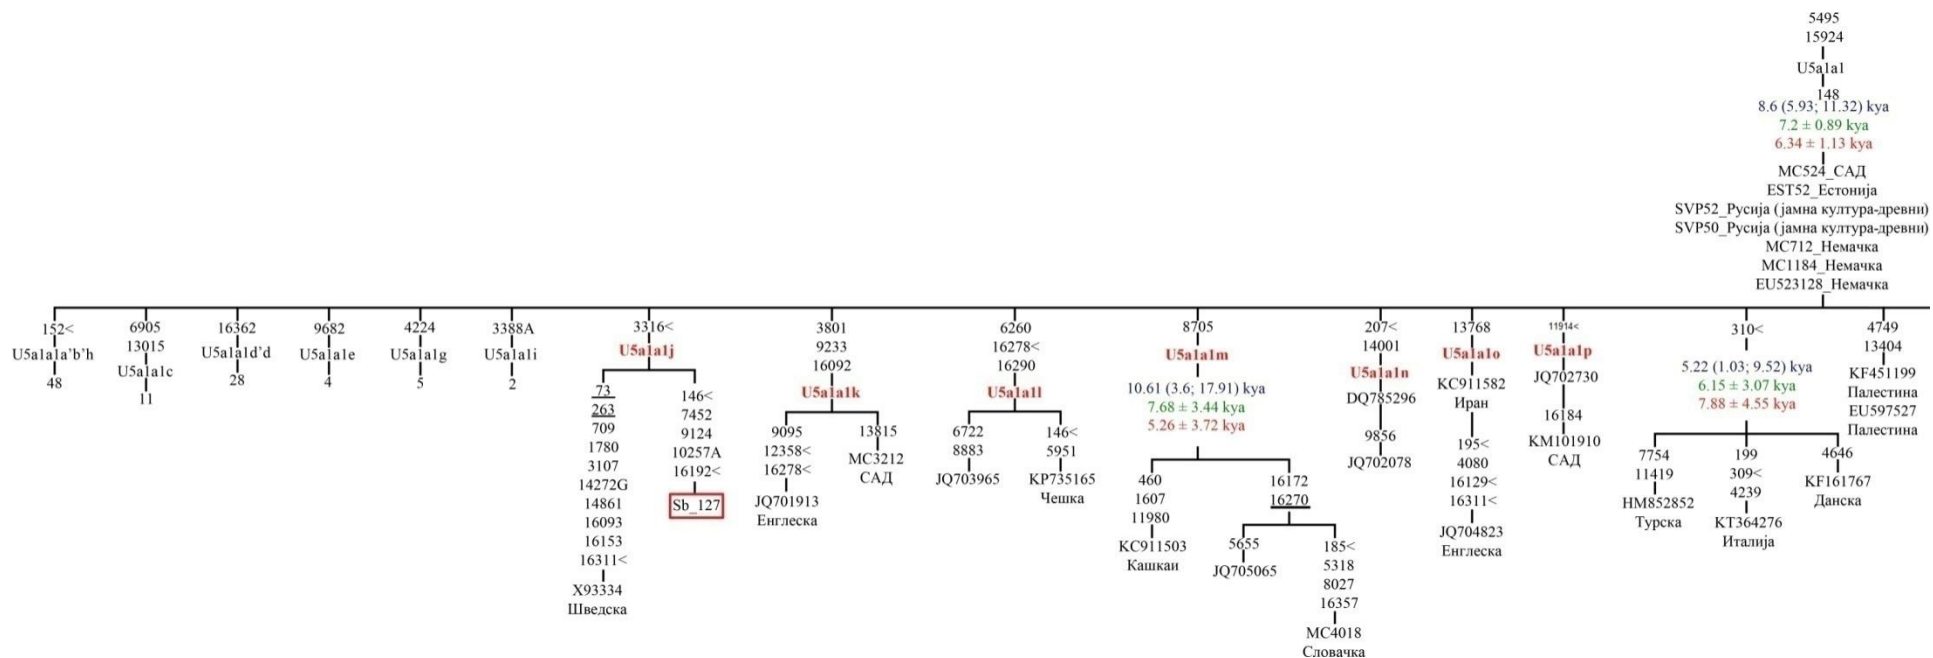 5495
15924
U5a1a1
148
8.6 (5.93; 11.32) kya
7.2 ± 0.89 kya
6.34 ± 1.13 kya
MC524_САД
EST52_Естонија
SVP52_Русија (јамна култура-древни)
SVP50_Русија (јамна култура-древни)
MC712_Немачка
MC1184_Немачка
EU523128_Немачка
152<
U5a1a1a'b'h
48
6905
13015
U5a1a1c
11
16362
U5a1a1d'd
28
9682
U5a1a1e
4
4224
U5a1a1g
5
3388A
U5a1a1i
2
3316<
U5a1a1j
73
263
709
1780
3107
14272G
14861
16093
16153
16311<
X93334
Шведска
146<
7452
9124
10257A
16192<
Sb_127
3801
9233
16092
U5a1a1k
9095
12358<
16278<
JQ701913
Енглеска
13815
MC3212
САД
6260
16278<
16290
U5a1a1l
6722
8883
JQ703965
146<
5951
KP735165
Чешка
8705
U5a1a1m
10.61 (3.6; 17.91) kya
7.68 ± 3.44 kya
5.26 ± 3.72 kya
460
1607
11980
KC911503
Кашкаи
16172
16270
5655
JQ705065
185<
5318
8027
16357
MC4018
Словачка
207<
14001
U5a1a1n
DQ785296
9856
JQ702078
13768
U5a1a1o
KC911582
Иран
195<
4080
16129<
16311<
JQ704823
Енглеска
11914<
U5a1a1p
JQ702730
16184
KM101910
САД
310<
5.22 (1.03; 9.52) kya
6.15 ± 3.07 kya
7.88 ± 4.55 kya
7754
11419
HM852852
Турска
199
309<
4239
KT364276
Италија
4646
KF161767
Данска
4749
13404
KF451199
Палестина
EU597527
Палестина